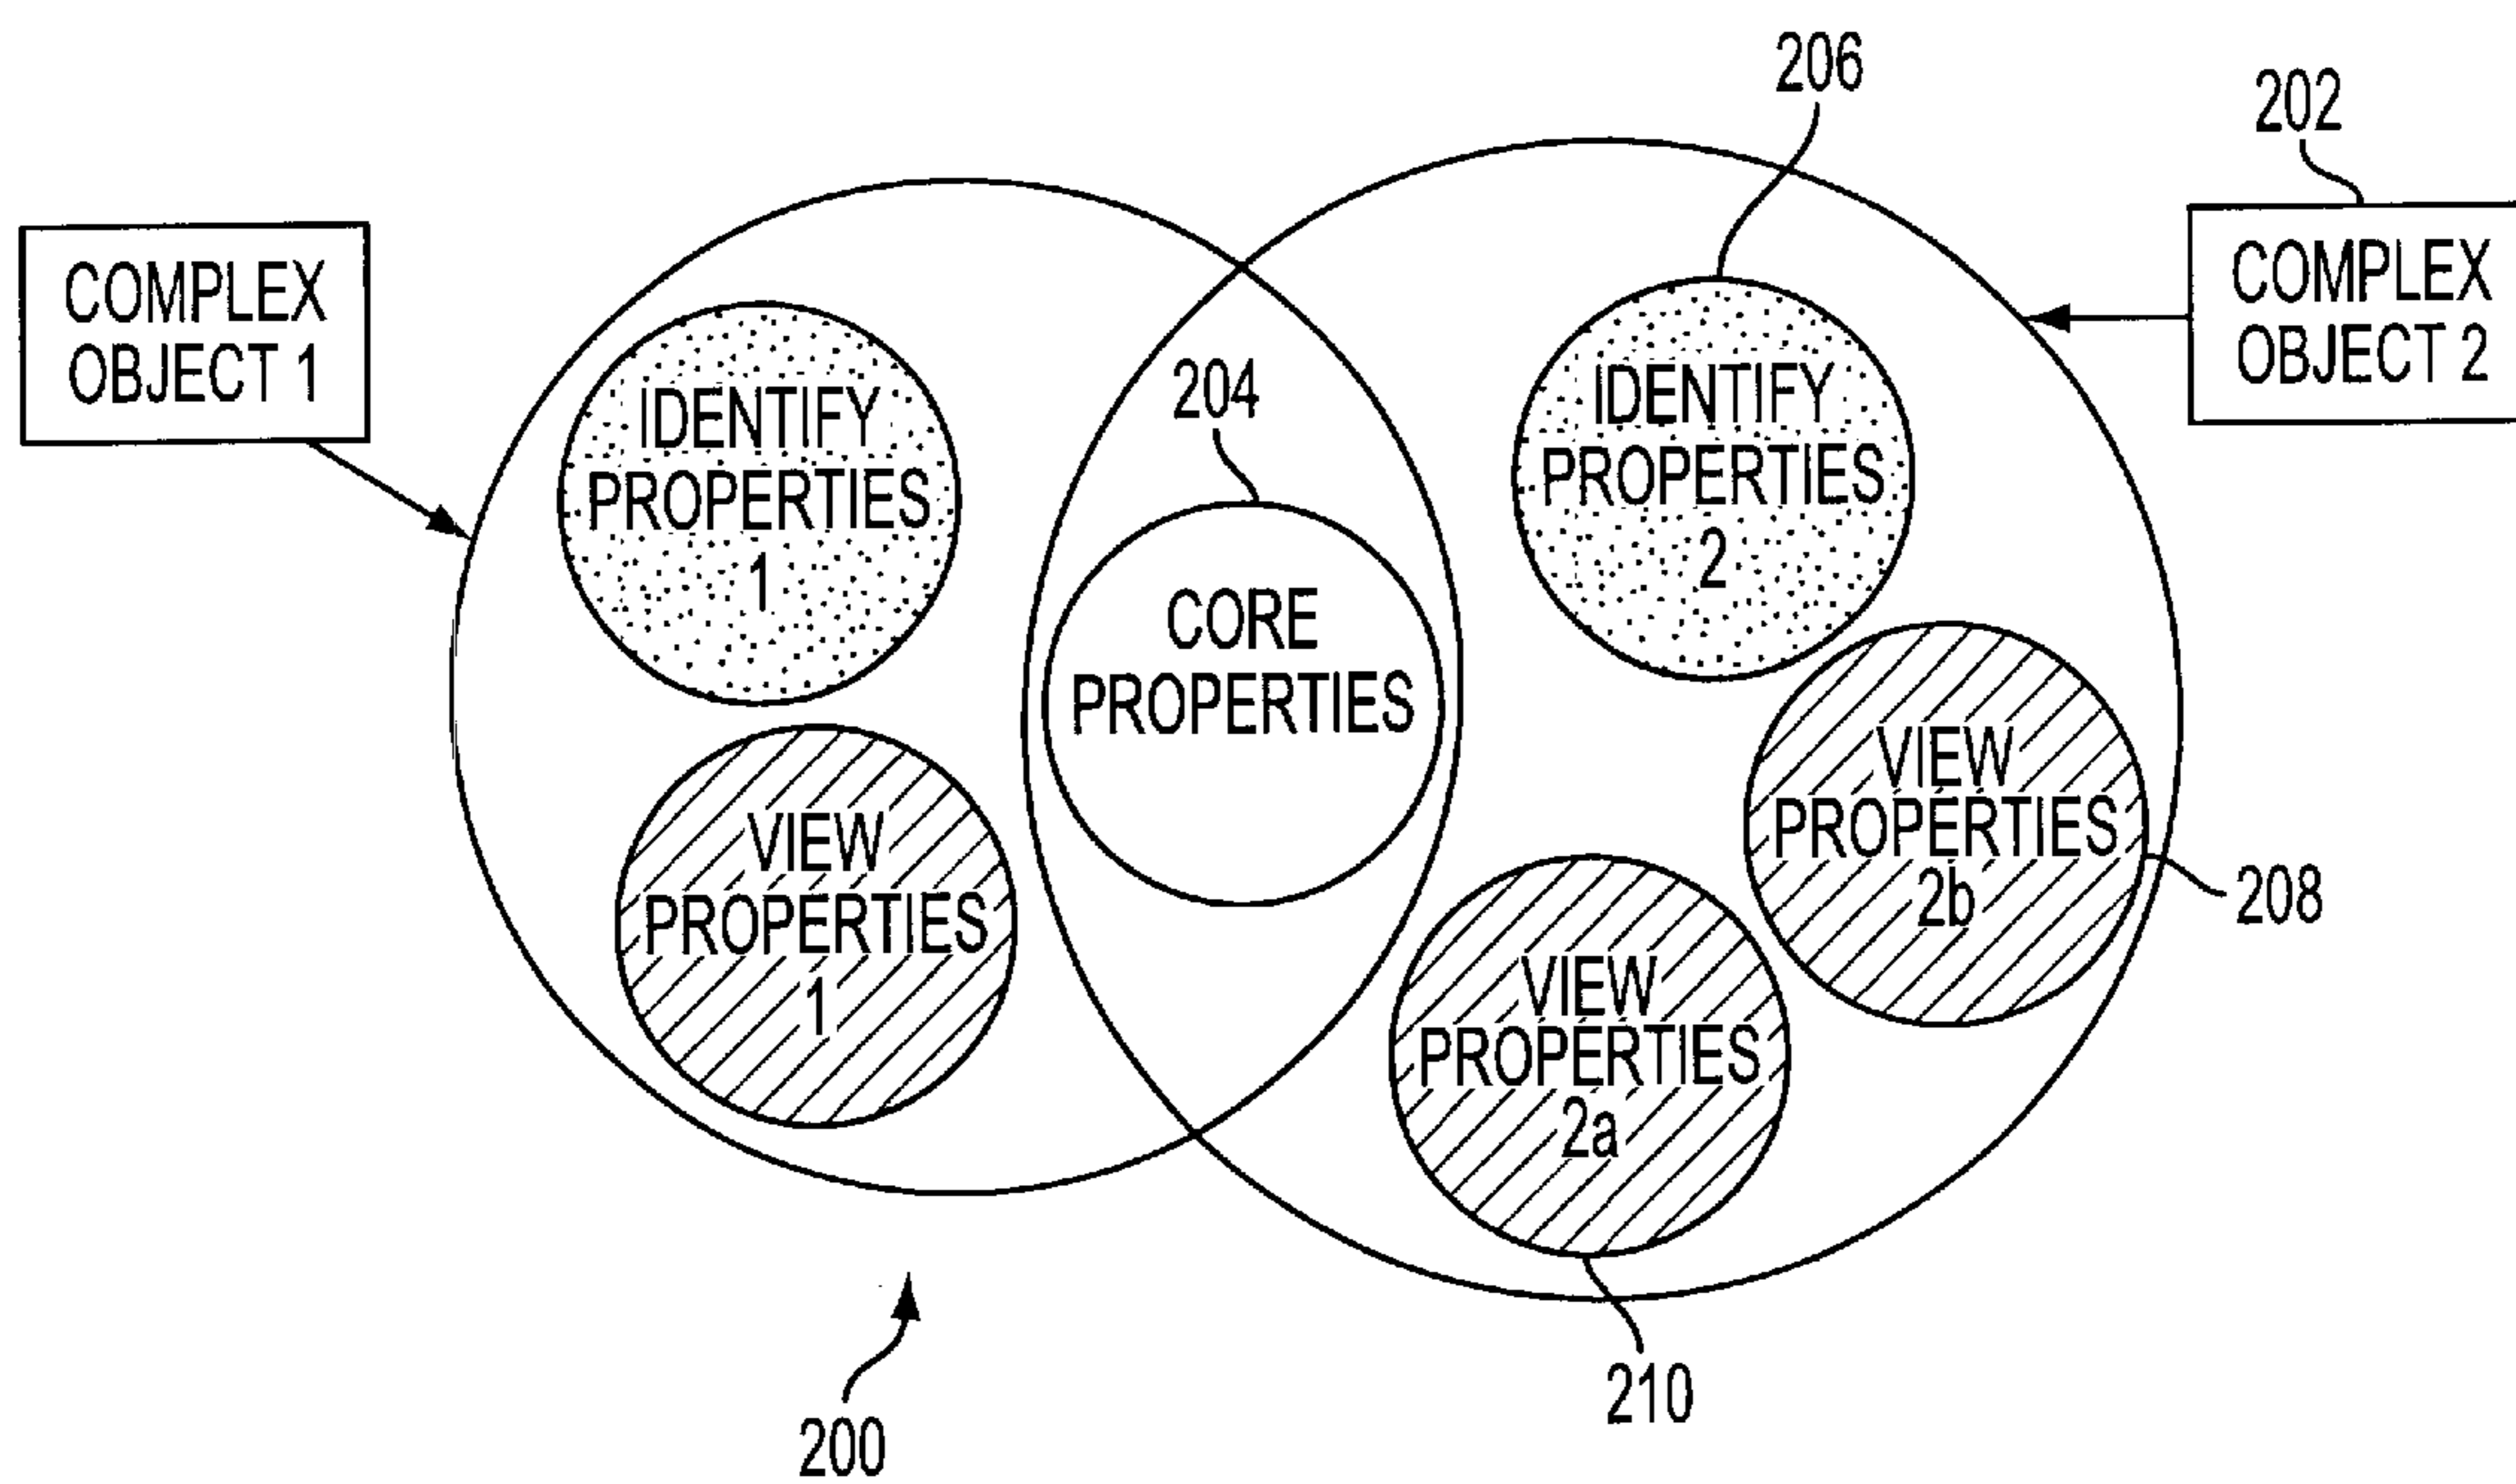 206
202
COMPLEX
OBJECT 1
COMPLEX
OBJECT 2
IDENTIFY
PROPERTIES
1
204
IDENTIFY
PROPERTIES
2
CORE
PROPERTIES
VIEW
PROPERTIES
1
VIEW
PROPERTIES
2b
208
VIEW
PROPERTIES
2a
210
200